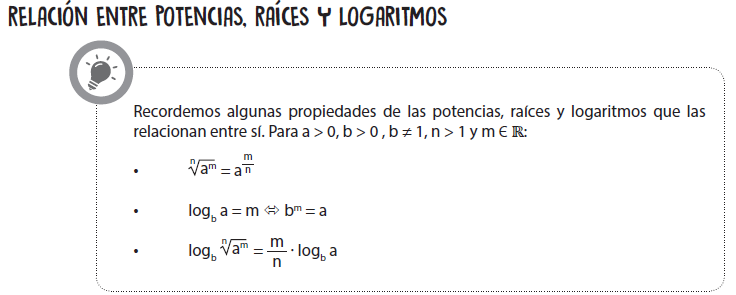 RELACIÓN ENTRE POTENCIAS, RAÍCES Y LOGARITMOS
Recordemos algunas propiedades de las potencias, raíces y logaritmos que las
relacionan entre sí. Para a > 0, b > 0 , b ≠ 1, n > 1 y m ∈ ℝ:
• ⁿ√aᵐ = a^(m/n)
• log_b a = m ⇔ bᵐ = a
• log_b ⁿ√aᵐ = m/n · log_b a